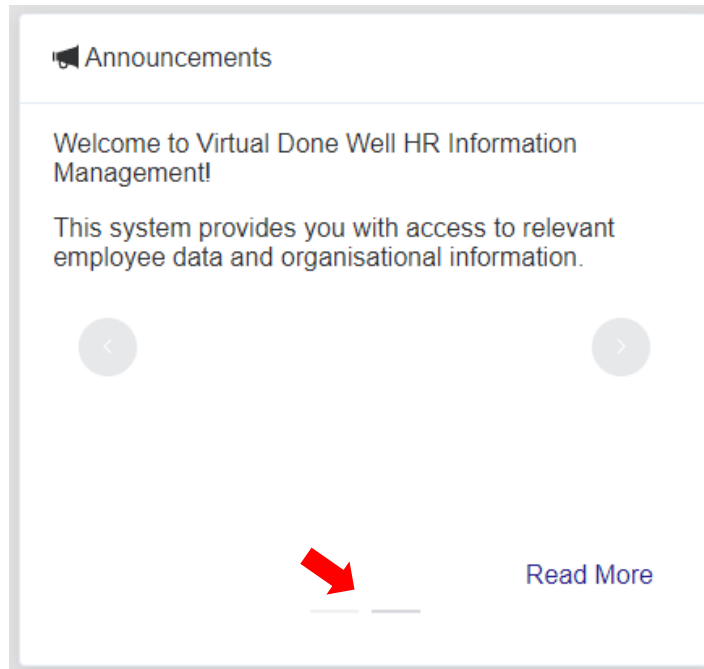 Announcements
Welcome to Virtual Done Well HR Information
Management!
This system provides you with access to relevant
employee data and organisational information.
Read More